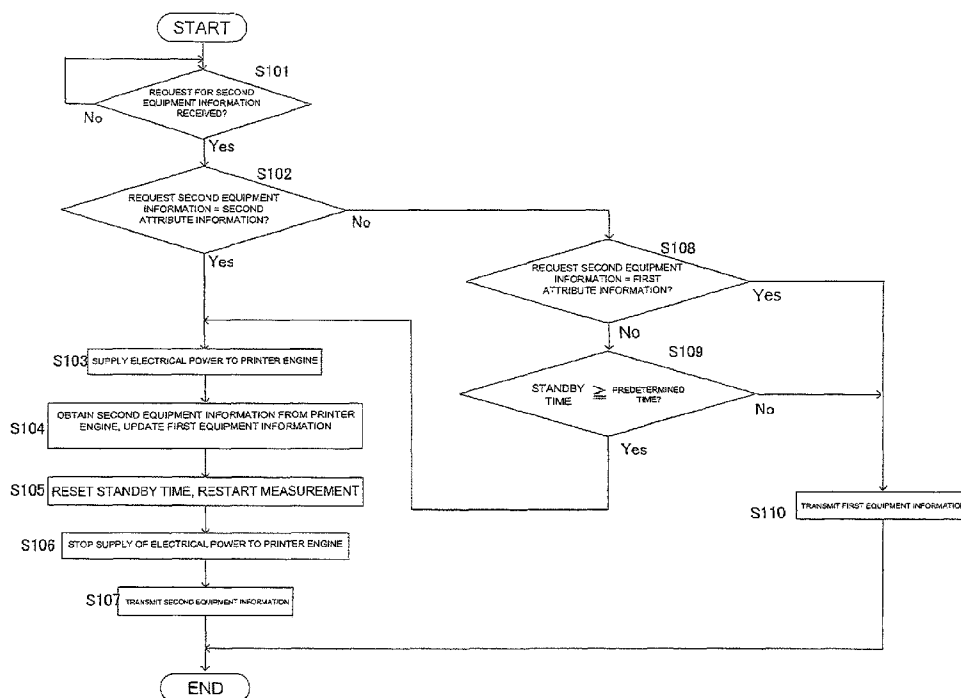 START
S101
REQUEST FOR SECOND
EQUIPMENT INFORMATION
RECEIVED?
No
Yes
S102
REQUEST SECOND EQUIPMENT
INFORMATION = SECOND
ATTRIBUTE INFORMATION?
No
Yes
S108
REQUEST SECOND EQUIPMENT
INFORMATION = FIRST
ATTRIBUTE INFORMATION?
Yes
No
S109
STANDBY
TIME
≧
PREDETERMINED
TIME?
No
Yes
S103
SUPPLY ELECTRICAL POWER TO PRINTER ENGINE
S104
OBTAIN SECOND EQUIPMENT INFORMATION FROM PRINTER
ENGINE, UPDATE FIRST EQUIPMENT INFORMATION
S105
RESET STANDBY TIME, RESTART MEASUREMENT
S106
STOP SUPPLY OF ELECTRICAL POWER TO PRINTER ENGINE
S107
TRANSMIT SECOND EQUIPMENT INFORMATION
S110
TRANSMIT FIRST EQUIPMENT INFORMATION
END